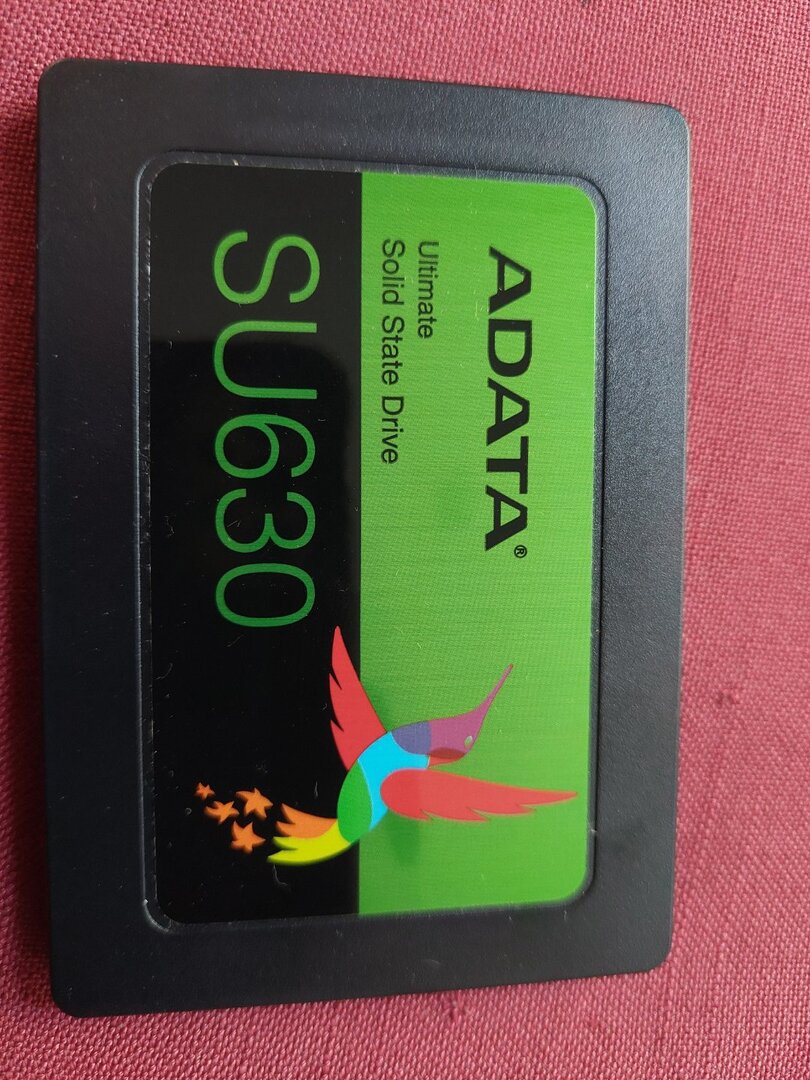 ADATA®
Ultimate
Solid State Drive
SU630